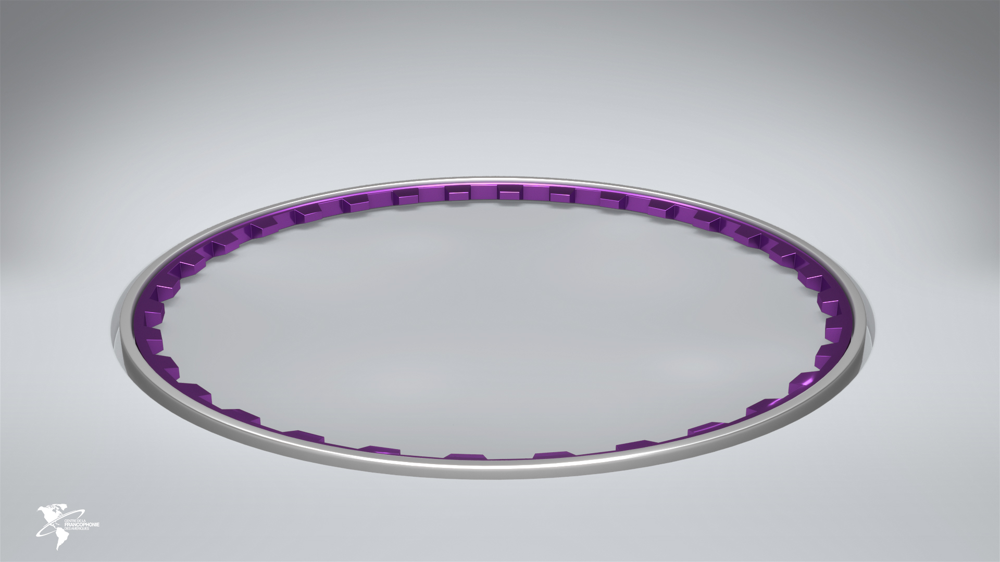 CENTRE DE LA
FRANCOPHONIE
DES AMÉRIQUES